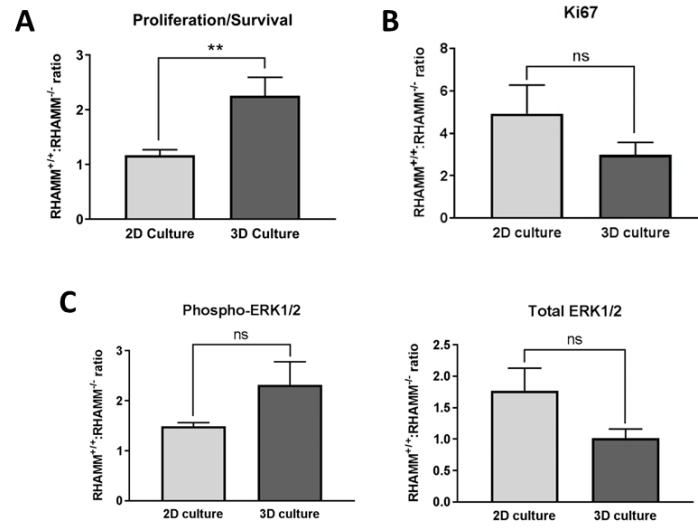 A
Proliferation/Survival
**
RHAMM+/+:RHAMM-/- ratio
3
2
1
0
2D Culture 3D Culture
B
Ki67
ns
RHAMM+/+:RHAMM-/- ratio
8
6
4
2
0
2D culture 3D culture
C
Phospho-ERK1/2
ns
RHAMM+/+:RHAMM-/- ratio
3
2
1
0
2D culture 3D culture
Total ERK1/2
ns
RHAMM+/+:RHAMM-/- ratio
2.5
2.0
1.5
1.0
0.5
0.0
2D culture 3D culture